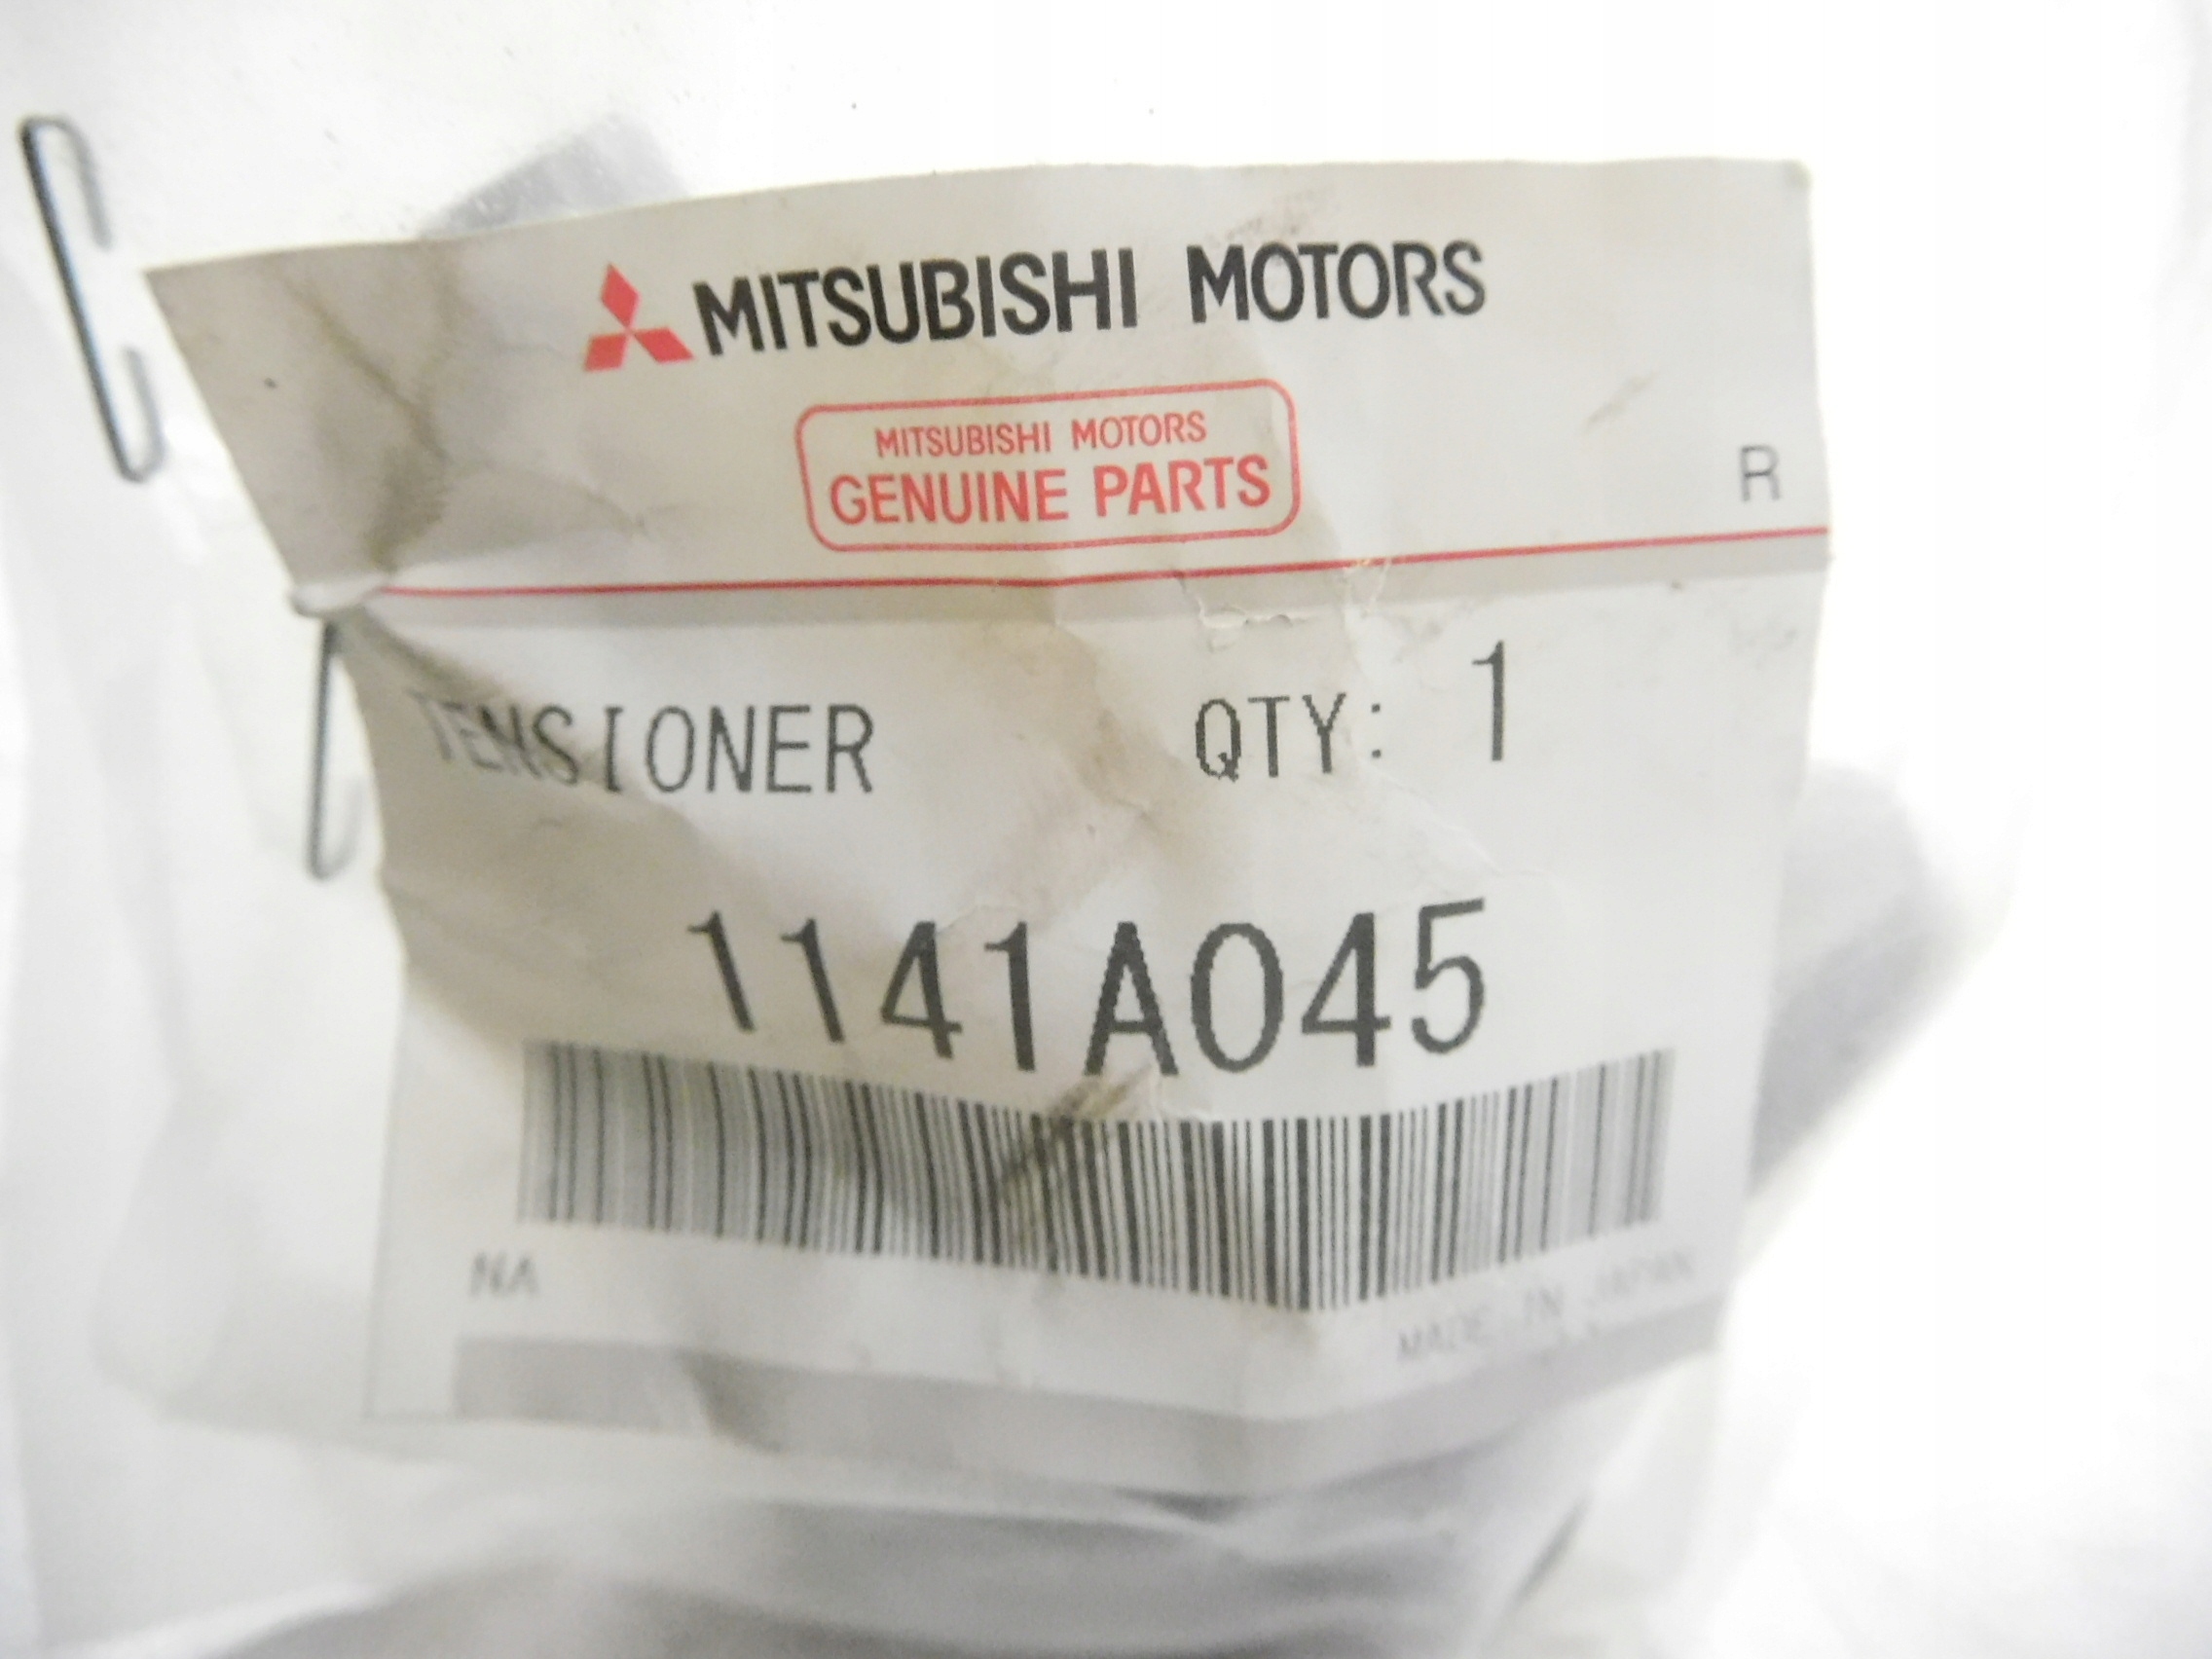 MITSUBISHI MOTORS
MITSUBISHI MOTORS
GENUINE PARTS
R
TENSIONER QTY: 1
1141A045
NA
MADE IN JAPAN